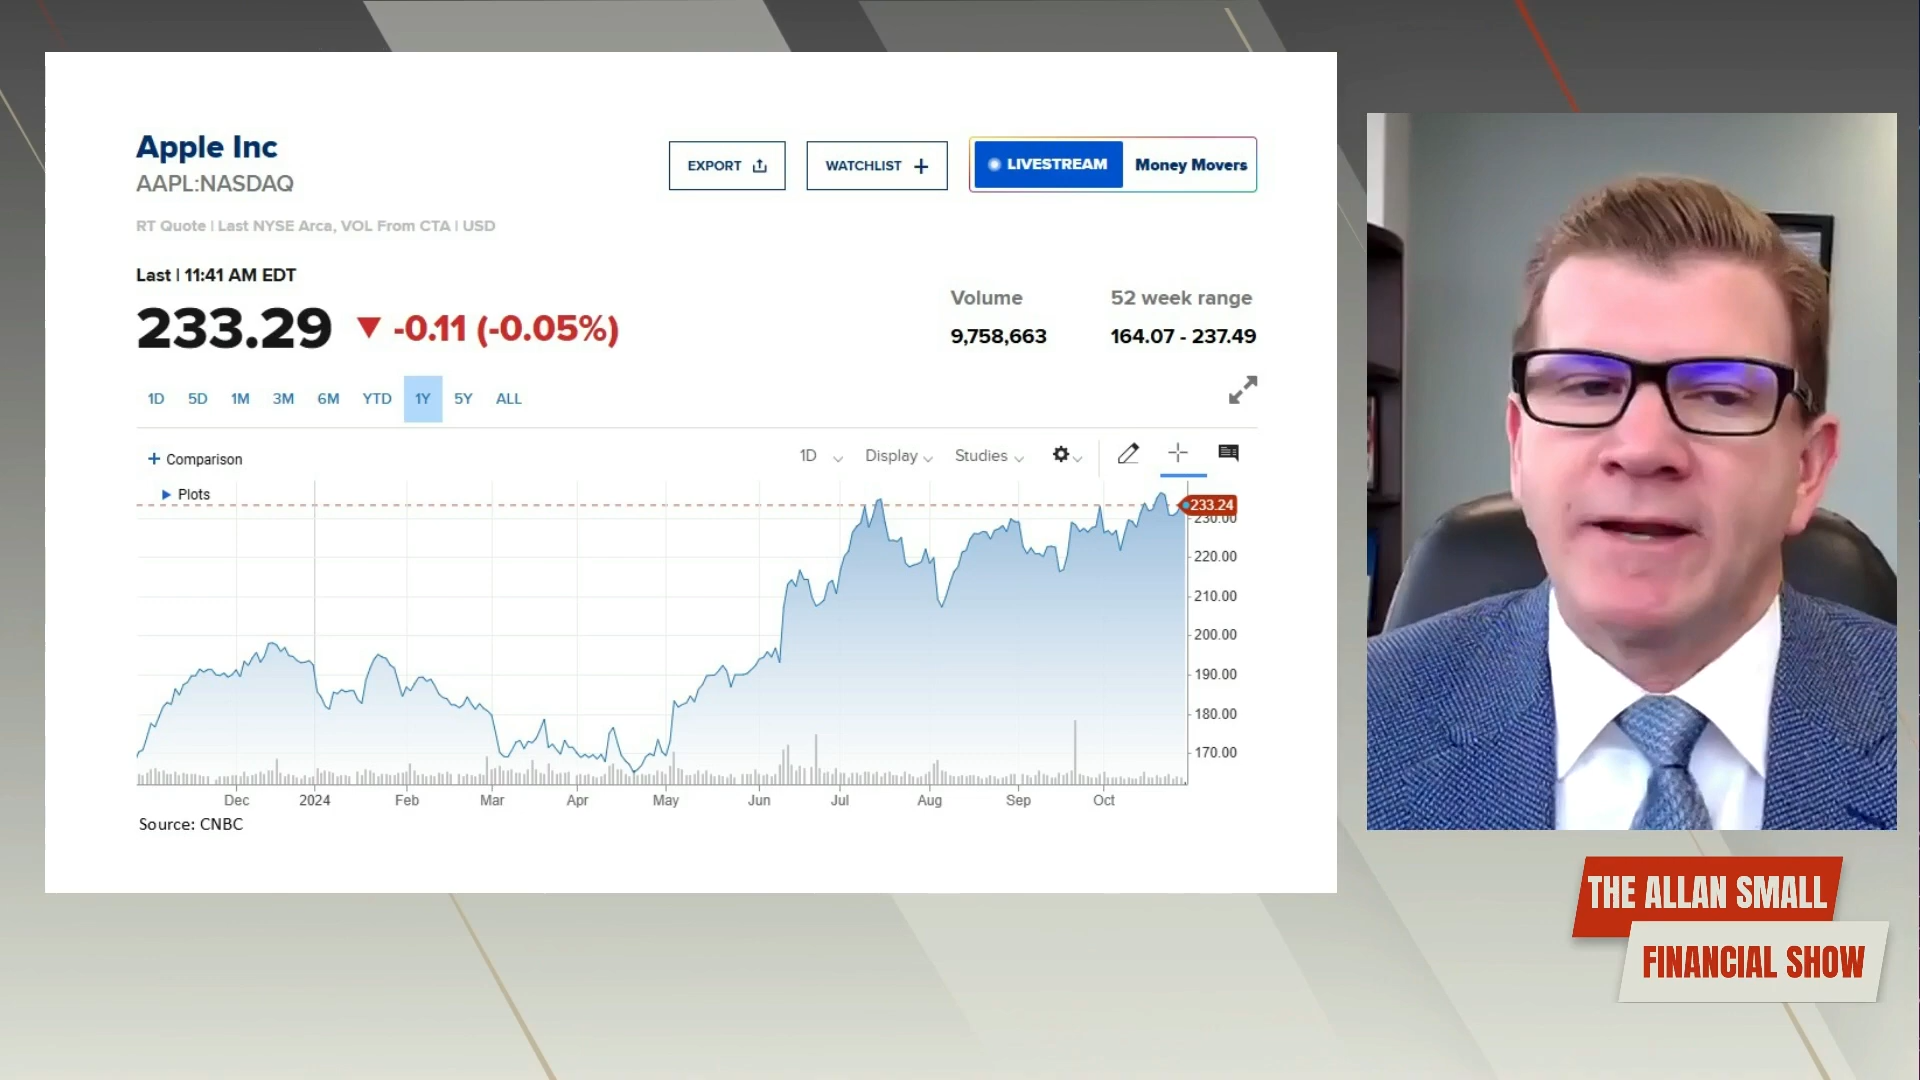 Apple Inc
AAPL:NASDAQ
EXPORT
WATCHLIST
LIVESTREAM Money Movers
RT Quote | Last NYSE Arca, VOL From CTA | USD
Last | 11:41 AM EDT
233.29 ▼ -0.11 (-0.05%)
Volume
9,758,663
52 week range
164.07 - 237.49
1D 5D 1M 3M 6M YTD 1Y 5Y ALL
+ Comparison
1D Display Studies
Plots
233.24
230.00
220.00
210.00
200.00
190.00
180.00
170.00
Dec 2024 Feb Mar Apr May Jun Jul Aug Sep Oct
Source: CNBC
THE ALLAN SMALL
FINANCIAL SHOW